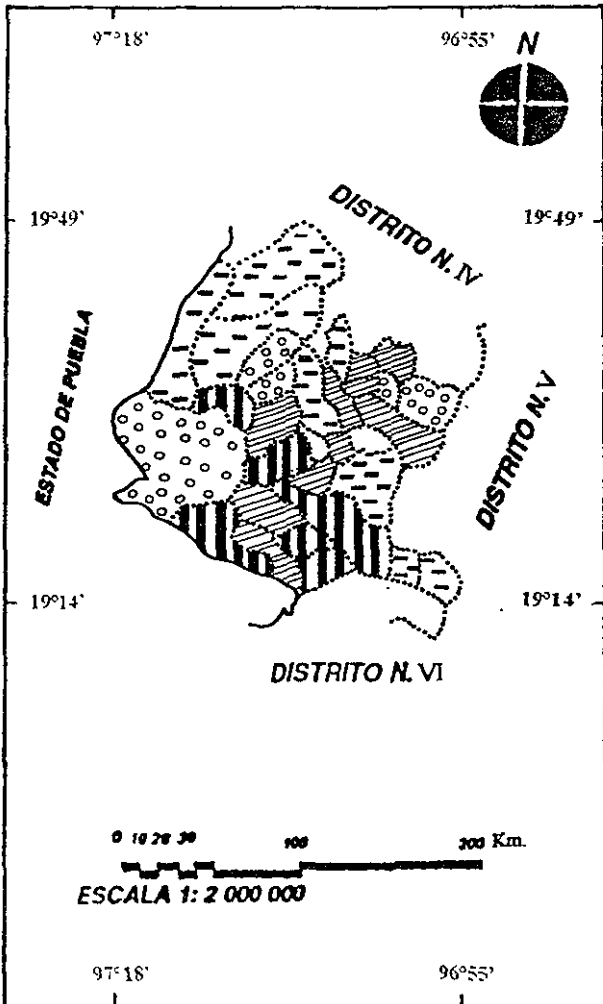 97°18' 96°55'
N
19°49' 19°49'
DISTRITO N. IV
ESTADO DE PUEBLA
DISTRITO N. V
19°14' 19°14'
DISTRITO N. VI
0 10 20 30 100 200 Km.
ESCALA 1: 2 000 000
97°18' 96°55'